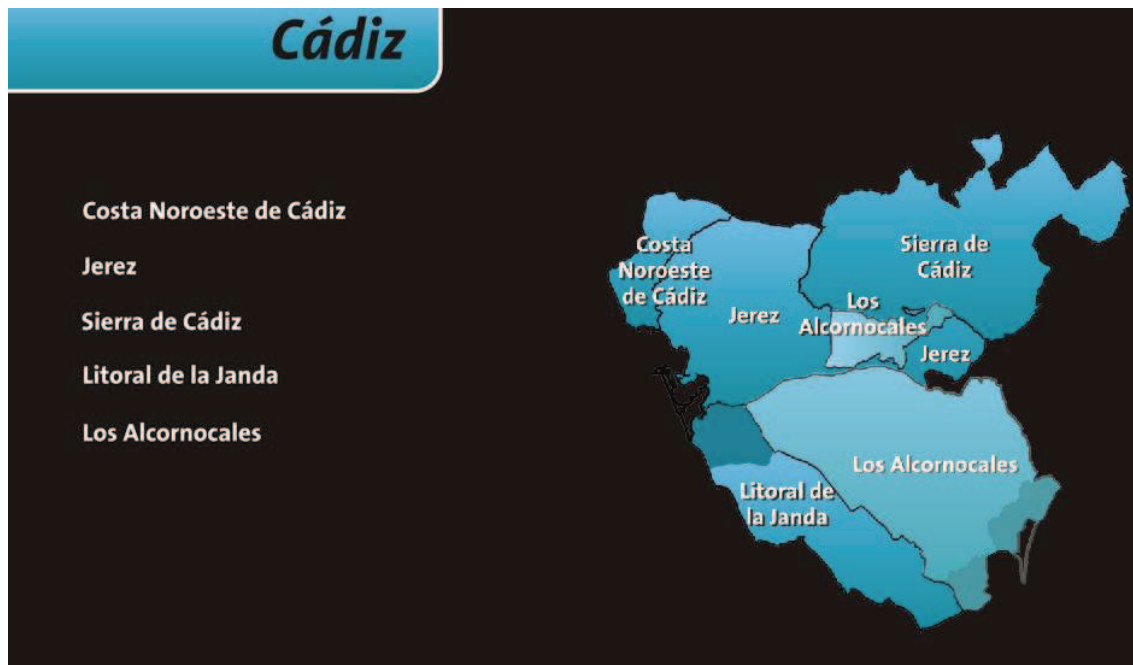 Cádiz
Costa Noroeste de Cádiz
Jerez
Sierra de Cádiz
Litoral de la Janda
Los Alcornocales
Costa
Noroeste
de Cádiz
Jerez
Sierra de
Cádiz
Los
Alcornocales
Jerez
Los Alcornocales
Litoral de
la Janda